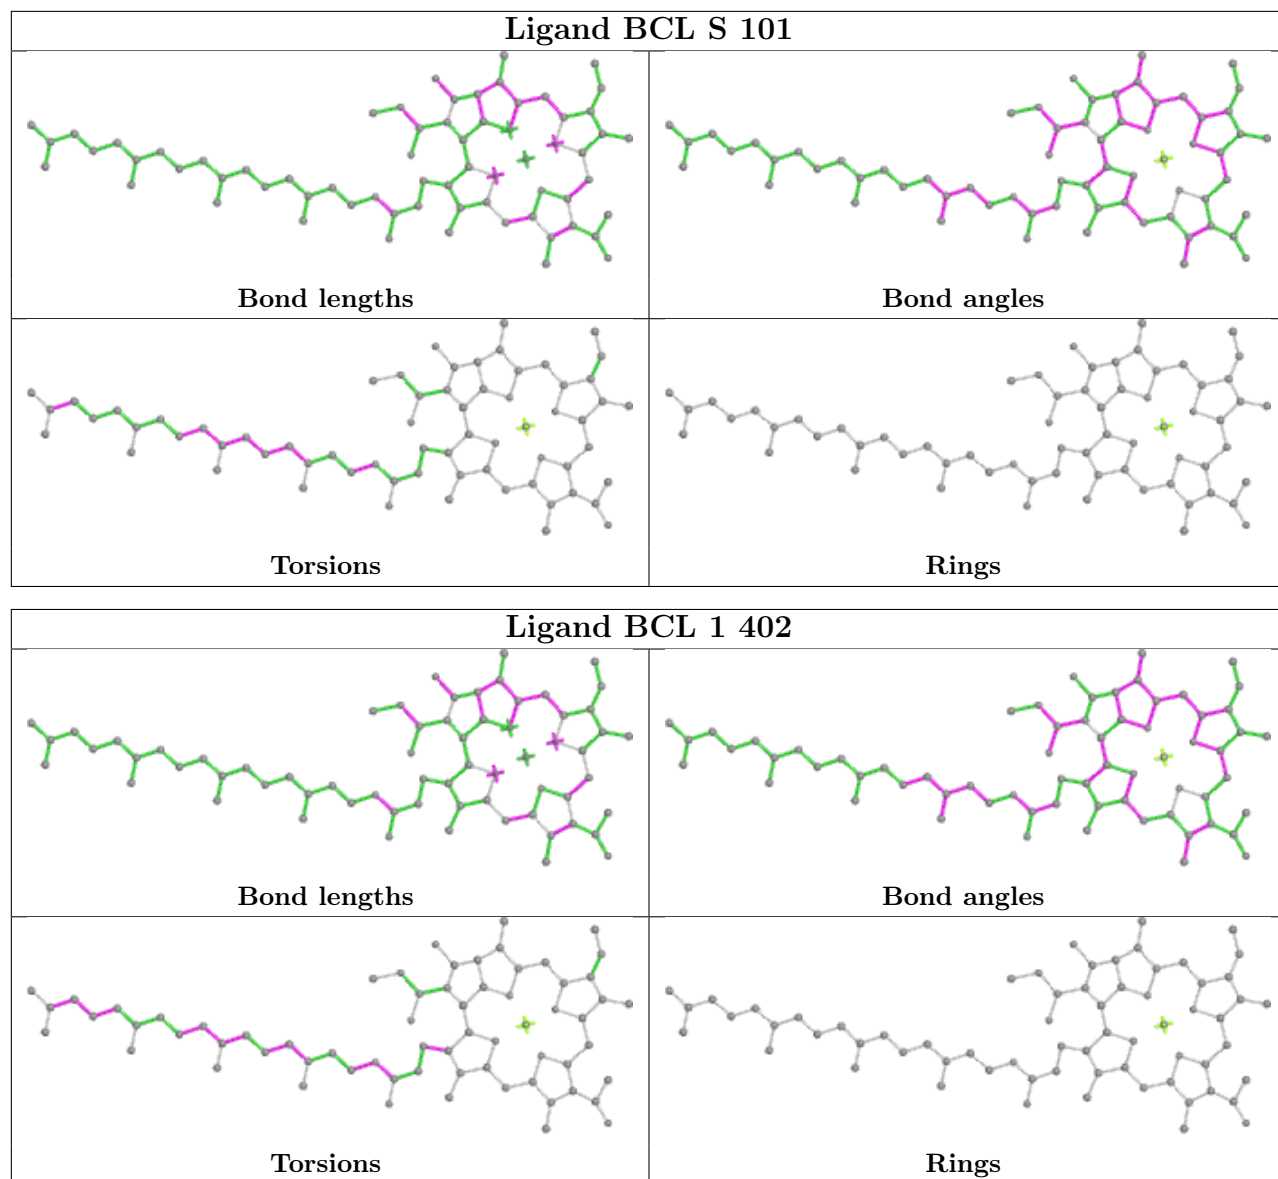 Ligand BCL S 101
Bond lengths
Bond angles
Torsions
Rings
Ligand BCL 1 402
Bond lengths
Bond angles
Torsions
Rings